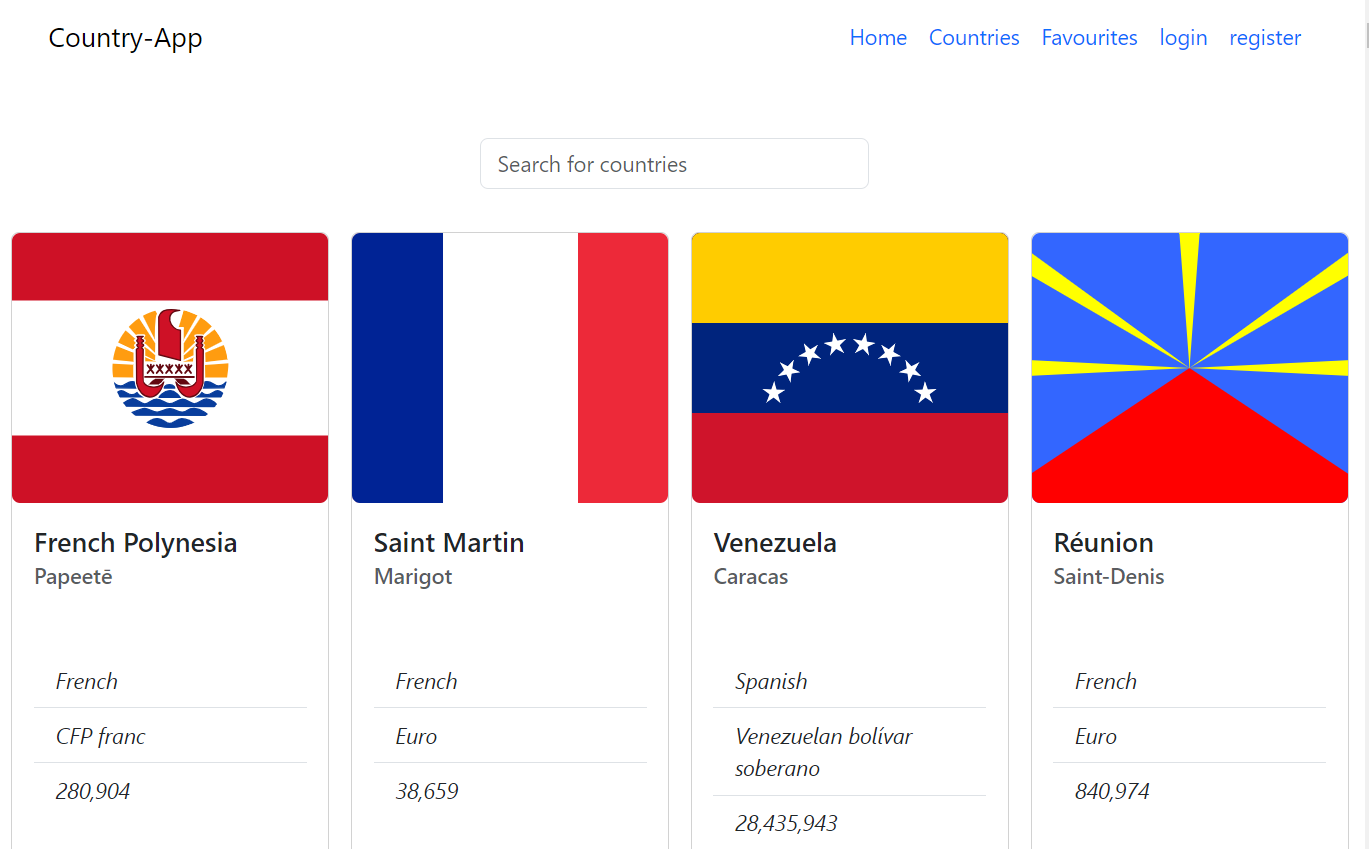 Country-App
Home Countries Favourites login register
Search for countries
French Polynesia
Papeetē
French
CFP franc
280,904
Saint Martin
Marigot
French
Euro
38,659
Venezuela
Caracas
Spanish
Venezuelan bolívar
soberano
28,435,943
Réunion
Saint-Denis
French
Euro
840,974